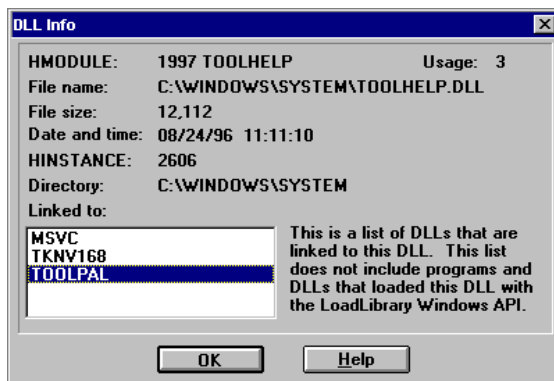 DLL Info
HMODULE: 1997 TOOLHELP Usage: 3
File name: C:\WINDOWS\SYSTEM\TOOLHELP.DLL
File size: 12,112
Date and time: 08/24/96 11:11:10
HINSTANCE: 2606
Directory: C:\WINDOWS\SYSTEM
Linked to:
MSVC
TKNV168
TOOLPAL
This is a list of DLLs that are
linked to this DLL. This list
does not include programs and
DLLs that loaded this DLL with
the LoadLibrary Windows API.
OK
Help